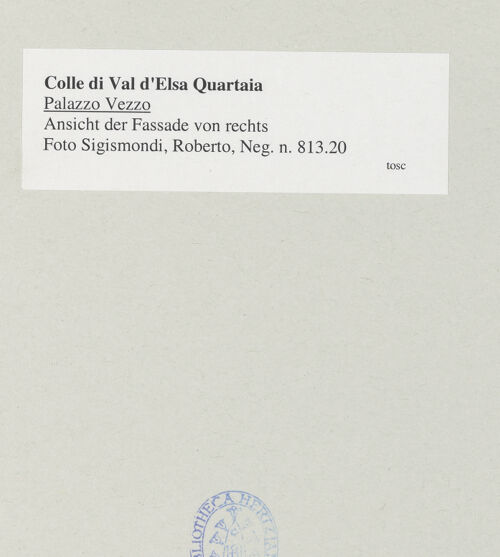 Colle di Val d'Elsa Quartaia
Palazzo Vezzo
Ansicht der Fassade von rechts
Foto Sigismondi, Roberto, Neg. n. 813.20
tosc